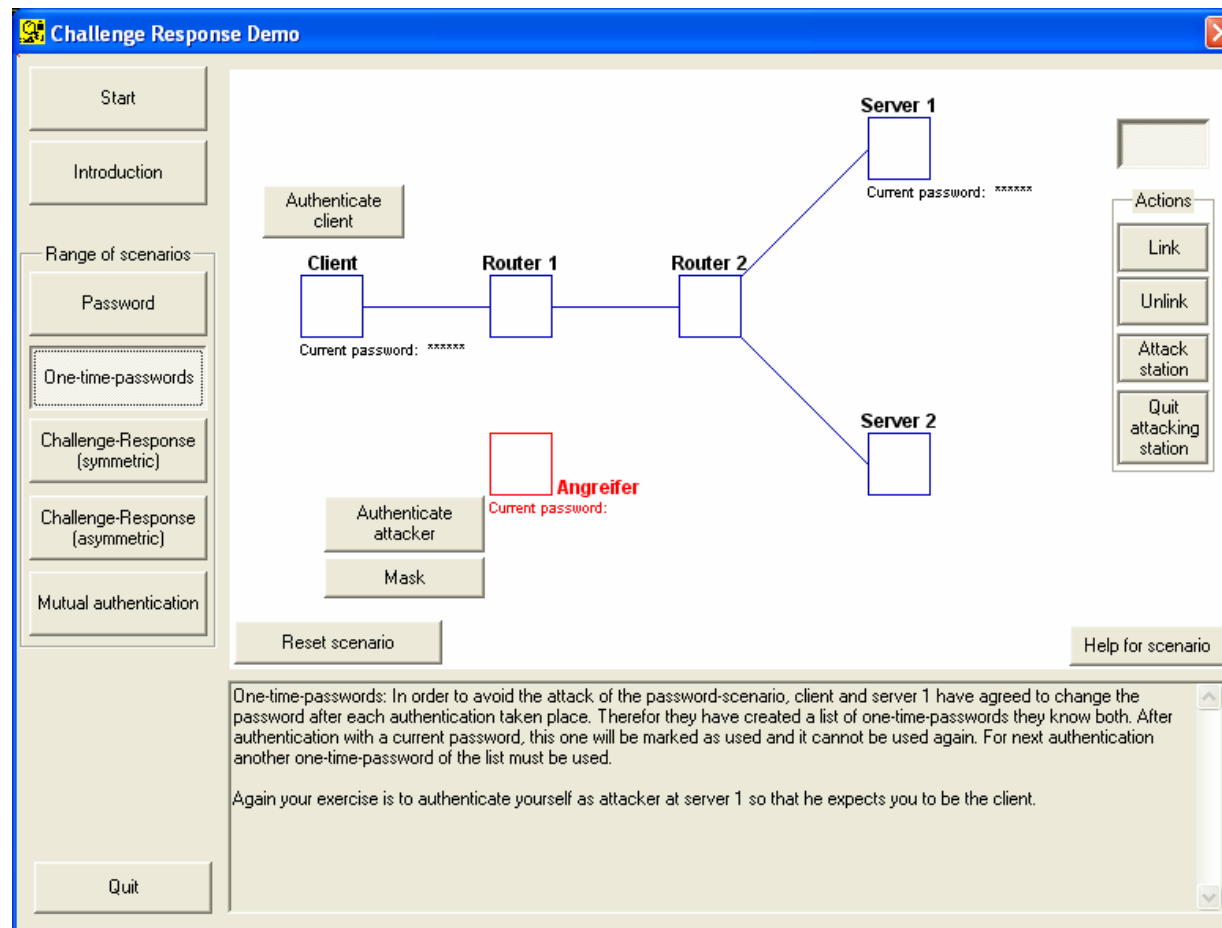 Challenge Response Demo
Start
Introduction
Range of scenarios
Password
One-time-passwords
Challenge-Response
(symmetric)
Challenge-Response
(asymmetric)
Mutual authentication
Quit
Server 1
Current password: ******
Authenticate
client
Client
Router 1
Router 2
Current password: ******
Server 2
Angreifer
Current password:
Authenticate
attacker
Mask
Reset scenario
Help for scenario
Actions
Link
Unlink
Attack
station
Quit
attacking
station
One-time-passwords: In order to avoid the attack of the password-scenario, client and server 1 have agreed to change the
password after each authentication taken place. Therefor they have created a list of one-time-passwords they know both. After
authentication with a current password, this one will be marked as used and it cannot be used again. For next authentication
another one-time-password of the list must be used.
Again your exercise is to authenticate yourself as attacker at server 1 so that he expects you to be the client.